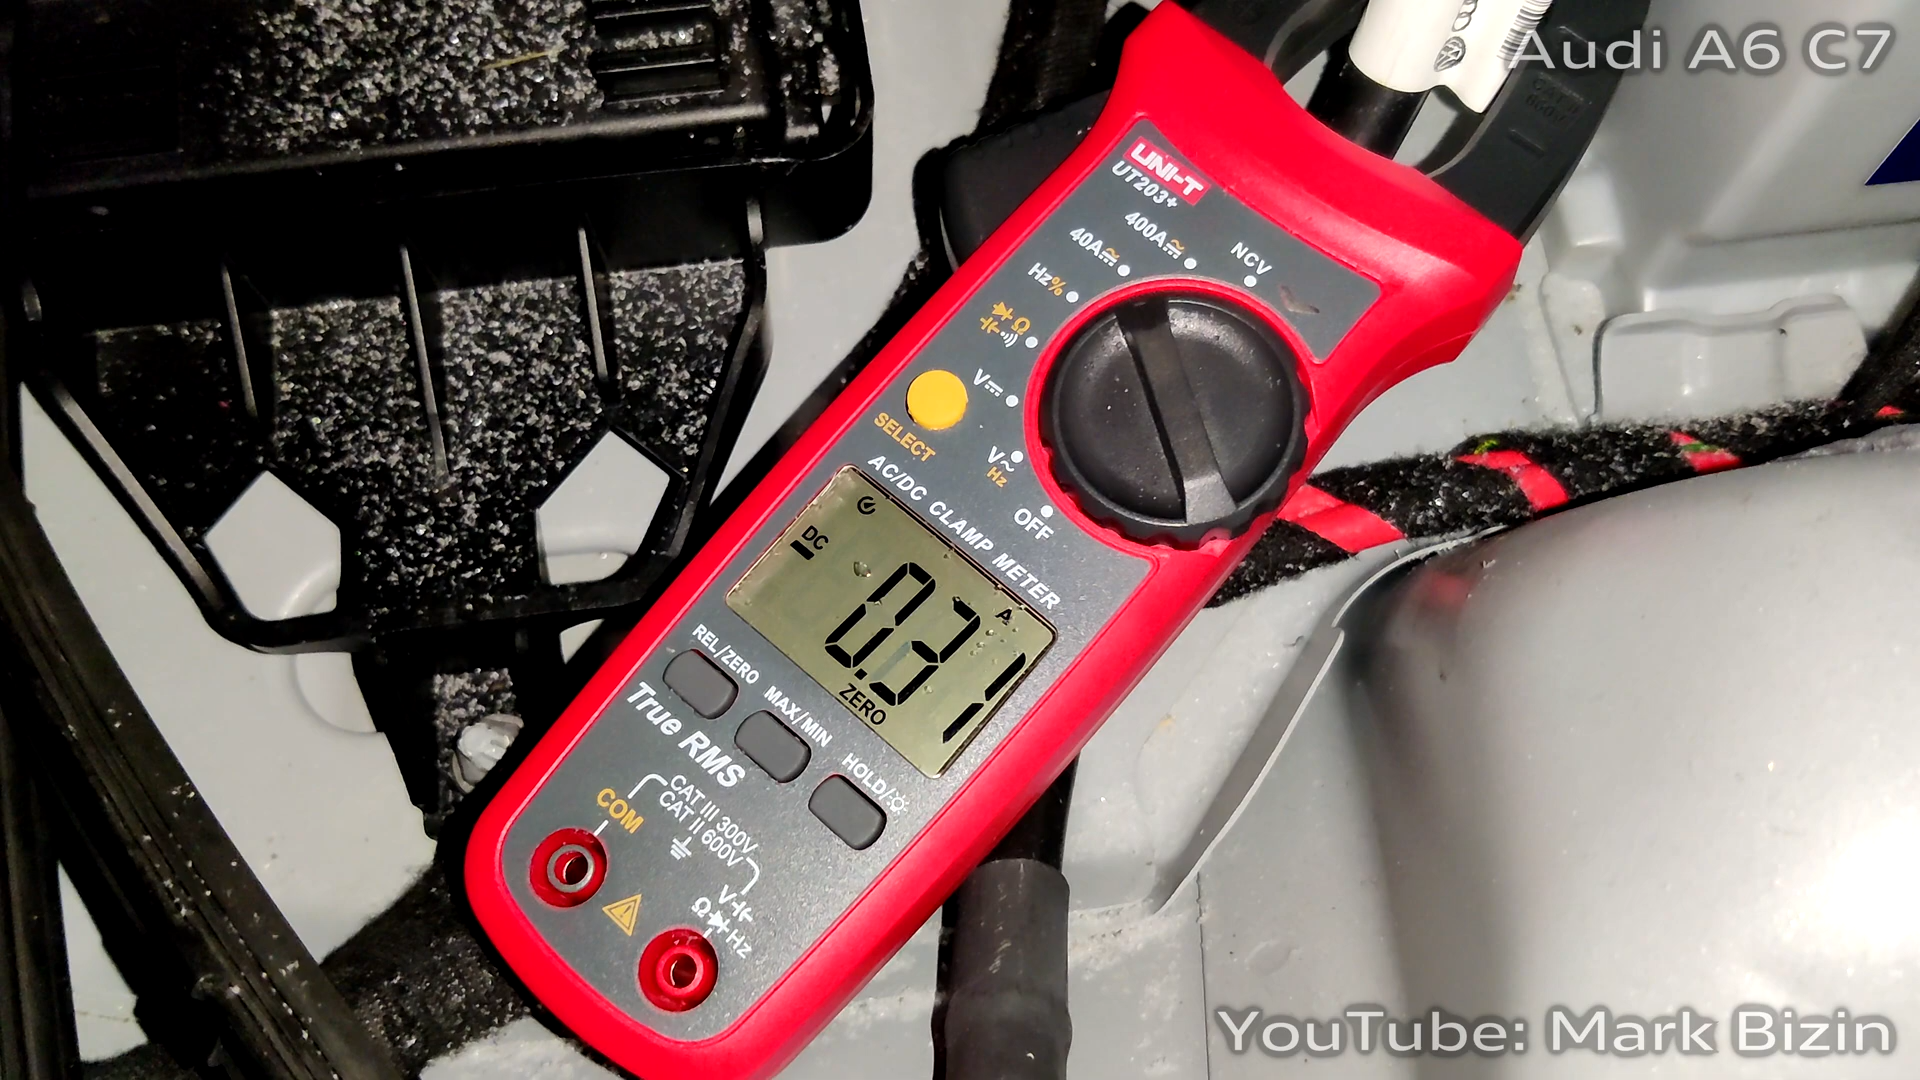 Audi A6 C7
UNI-T
UT203+
400A
NCV
40A
Hz%
Ω
V
SELECT
V~
Hz
OFF
AC/DC CLAMP METER
DC
0.31
A
ZERO
REL/ZERO
MAX/MIN
HOLD/
True RMS
CAT III 300V
CAT II 600V
COM
V
Ω
Hz
YouTube: Mark Bizin